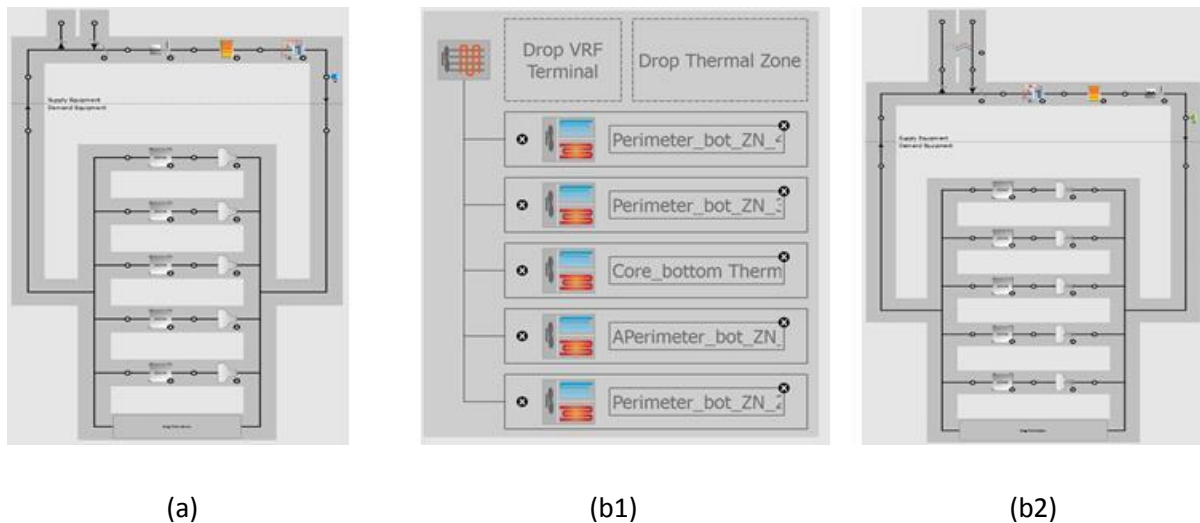 Supply Equipment
Demand Equipment
Drop VRF
Terminal
Drop Thermal Zone
Perimeter_bot_ZN_
Perimeter_bot_ZN_
Core_bottom Therm
APerimeter_bot_ZN_
Perimeter_bot_ZN_
Supply Equipment
Demand Equipment
(a)
(b1)
(b2)